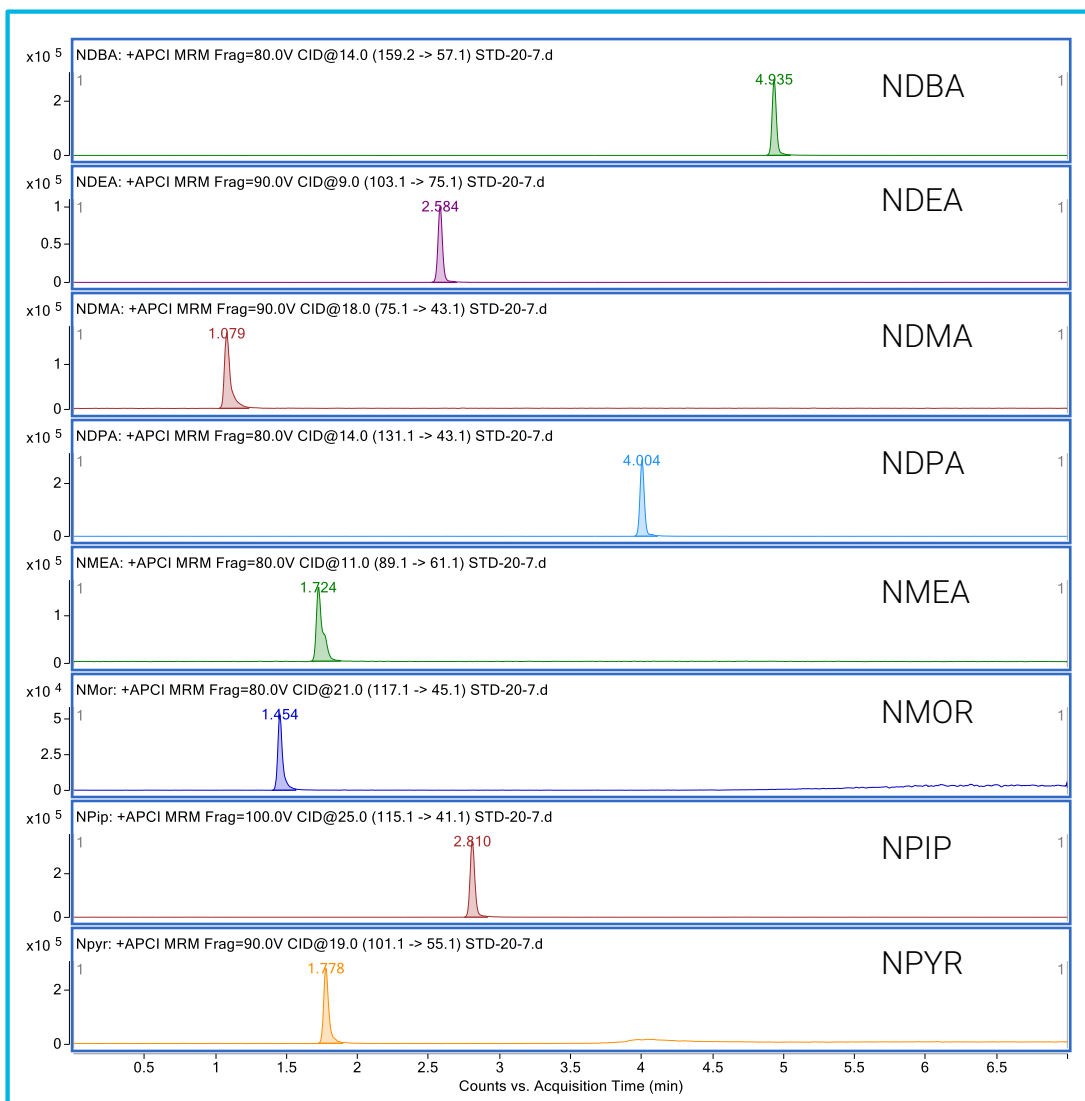 x10 5
NDBA: +APCI MRM Frag=80.0V CID@14.0 (159.2 -> 57.1) STD-20-7.d
1
4.935
NDBA
1
2
0
x10 5
NDEA: +APCI MRM Frag=90.0V CID@9.0 (103.1 -> 75.1) STD-20-7.d
1
2.584
NDEA
1
1
0.5
0
x10 5
NDMA: +APCI MRM Frag=90.0V CID@18.0 (75.1 -> 43.1) STD-20-7.d
1
1.079
NDMA
1
1
0
x10 5
NDPA: +APCI MRM Frag=80.0V CID@14.0 (131.1 -> 43.1) STD-20-7.d
1
4.004
NDPA
1
2
0
x10 5
NMEA: +APCI MRM Frag=80.0V CID@11.0 (89.1 -> 61.1) STD-20-7.d
1
1.724
NMEA
1
1
0
x10 4
NMor: +APCI MRM Frag=80.0V CID@21.0 (117.1 -> 45.1) STD-20-7.d
1
1.454
NMOR
1
5
2.5
0
x10 5
NPip: +APCI MRM Frag=100.0V CID@25.0 (115.1 -> 41.1) STD-20-7.d
1
2.810
NPIP
1
2
0
x10 5
Npyr: +APCI MRM Frag=90.0V CID@19.0 (101.1 -> 55.1) STD-20-7.d
1
1.778
NPYR
1
2
0
0.5 1 1.5 2 2.5 3 3.5 4 4.5 5 5.5 6 6.5
Counts vs. Acquisition Time (min)